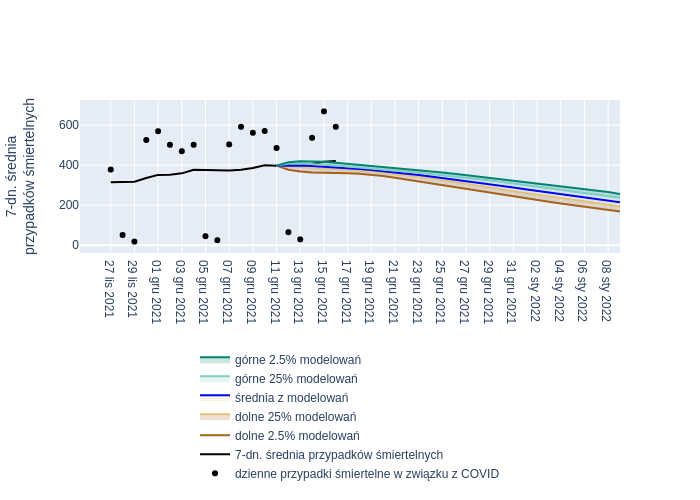 7-dn. średnia
przypadków śmiertelnych
600
400
200
0
27 lis 2021
29 lis 2021
01 gru 2021
03 gru 2021
05 gru 2021
07 gru 2021
09 gru 2021
11 gru 2021
13 gru 2021
15 gru 2021
17 gru 2021
19 gru 2021
21 gru 2021
23 gru 2021
25 gru 2021
27 gru 2021
29 gru 2021
31 gru 2021
02 sty 2022
04 sty 2022
06 sty 2022
08 sty 2022
górne 2.5% modelowań
górne 25% modelowań
średnia z modelowań
dolne 25% modelowań
dolne 2.5% modelowań
7-dn. średnia przypadków śmiertelnych
dzienne przypadki śmiertelne w związku z COVID